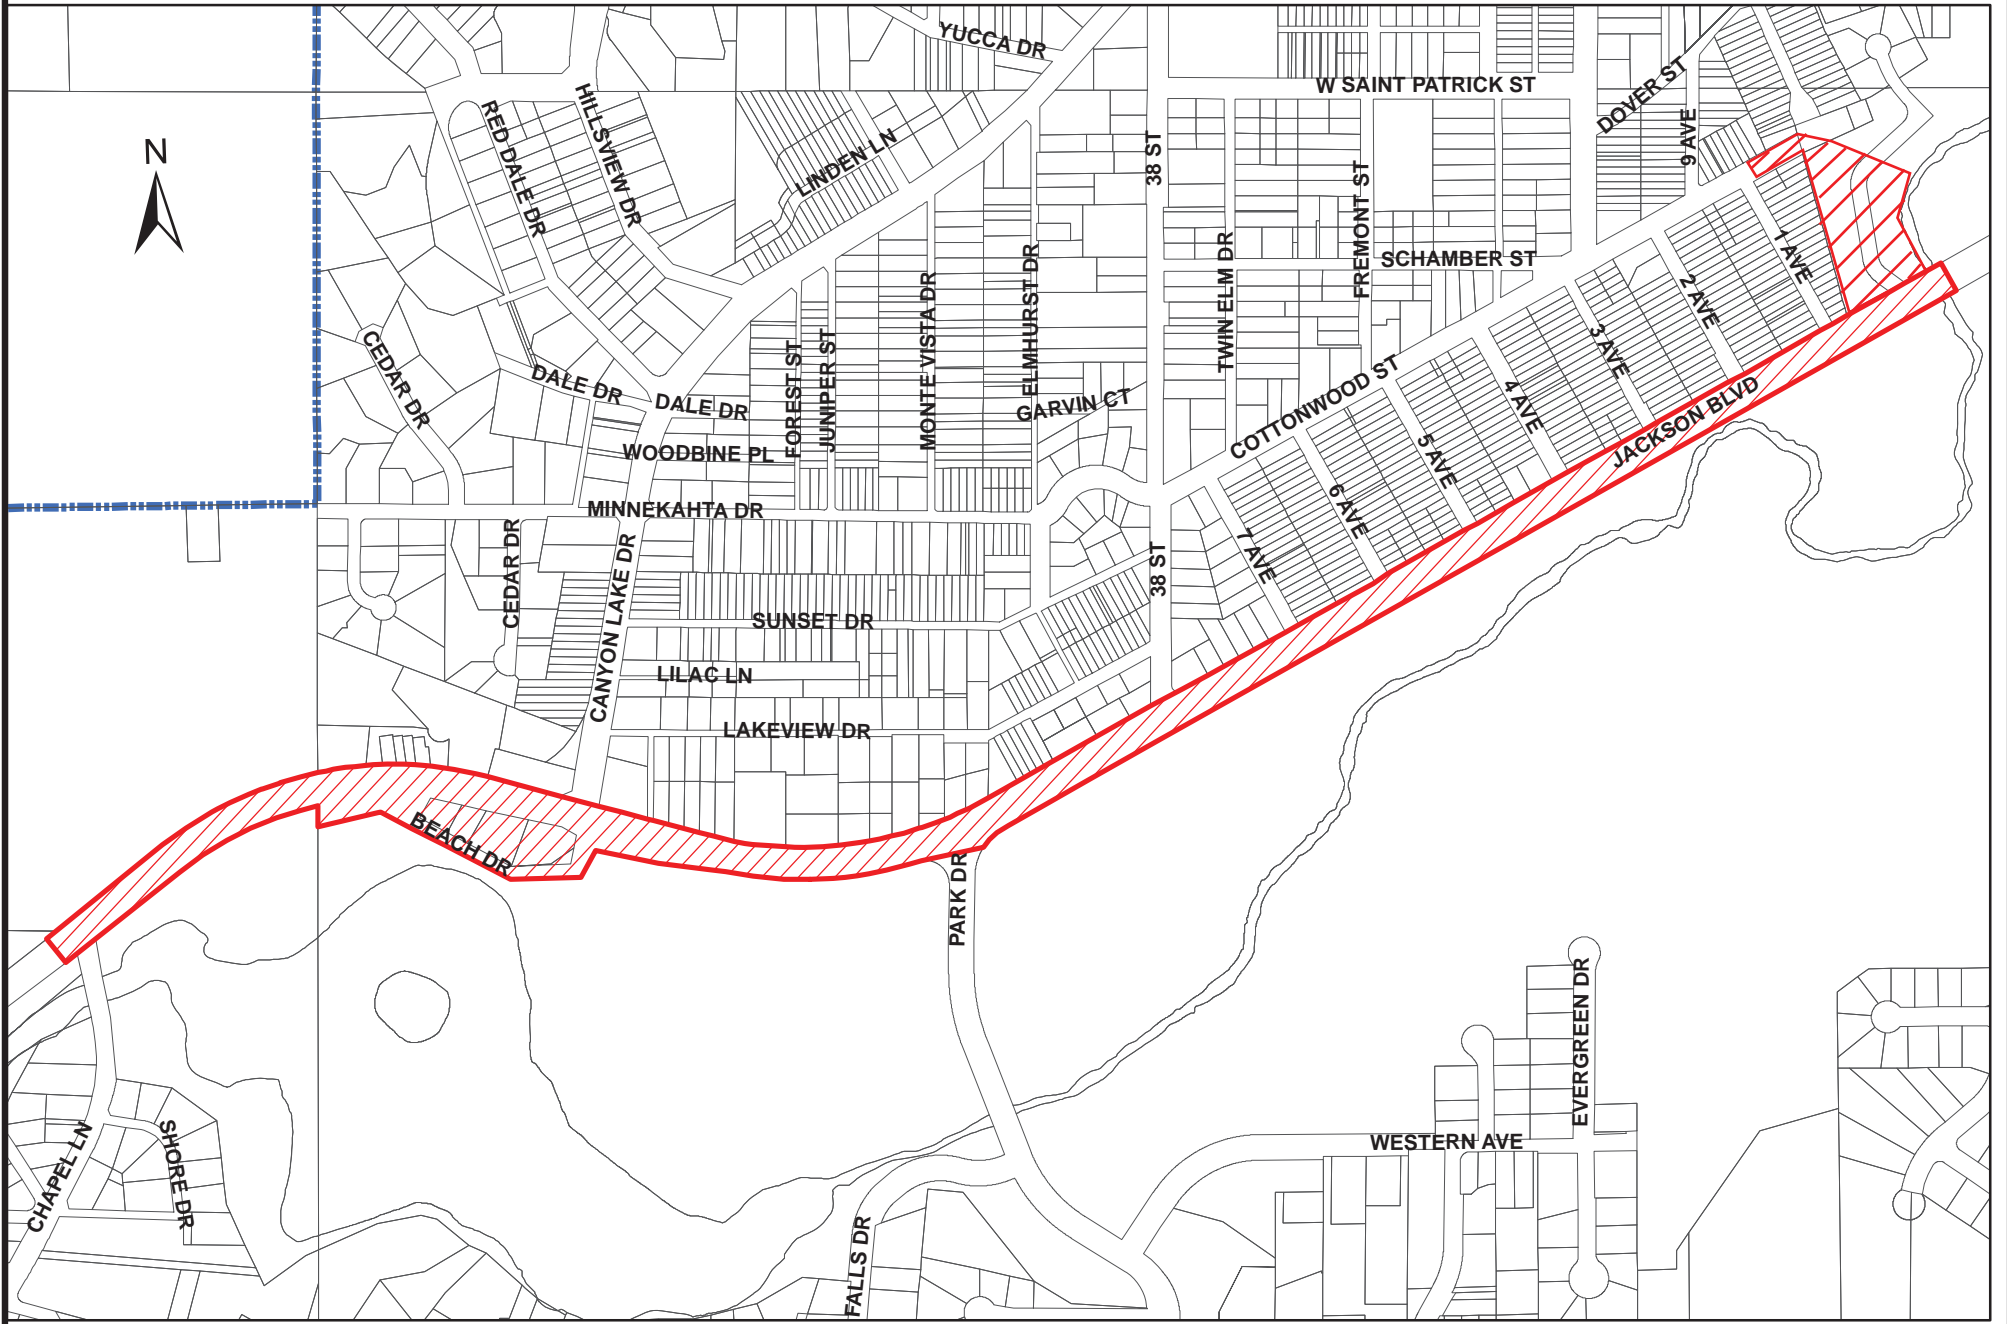 YUCCA DR
W SAINT PATRICK ST
DOVER ST
9 AVE
RED DALE DR
HILLSVIEW DR
LINDEN LN
38 ST
N
FREMONT ST
SCHAMBER ST
TWIN ELM DR
1 AVE
2 AVE
3 AVE
4 AVE
5 AVE
6 AVE
7 AVE
CEDAR DR
DALE DR
DALE DR
FOREST ST
JUNIPER ST
MONTE VISTA DR
ELMHURST DR
GARVIN CT
COTTONWOOD ST
JACKSON BLVD
WOODBINE PL
MINNEKAHTA DR
CEDAR DR
CANYON LAKE DR
38 ST
SUNSET DR
LILAC LN
LAKEVIEW DR
BEACH DR
PARK DR
EVERGREEN DR
WESTERN AVE
CHAPEL LN
SHORE DR
FALLS DR